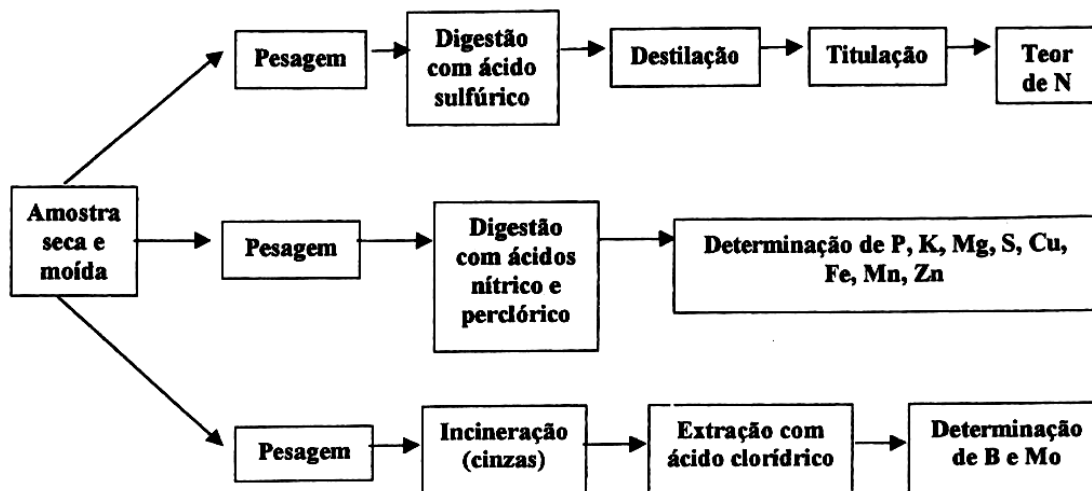 Pesagem
Digestão
com ácido
sulfúrico
Destilação
Titulação
Teor
de N
Amostra
seca e
moída
Pesagem
Digestão
com ácidos
nítrico e
perclórico
Determinação de P, K, Mg, S, Cu,
Fe, Mn, Zn
Pesagem
Incineração
(cinzas)
Extração com
ácido clorídrico
Determinação
de B e Mo